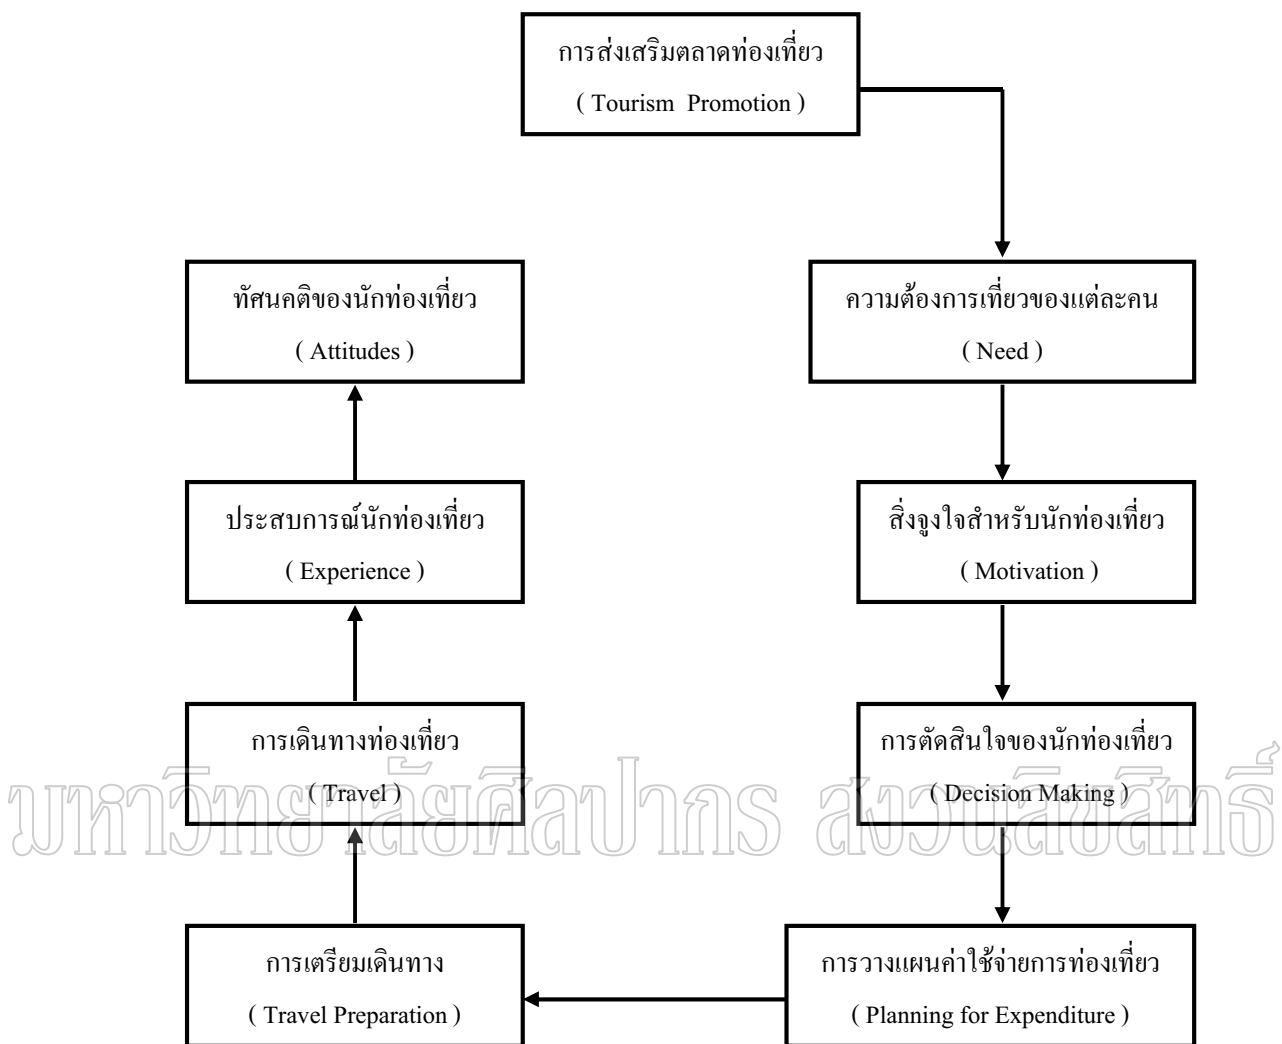 การส่งเสริมตลาดท่องเที่ยว
( Tourism Promotion )
ทัศนคติของนักท่องเที่ยว
( Attitudes )
ความต้องการเที่ยวของแต่ละคน
( Need )
ประสบการณ์นักท่องเที่ยว
( Experience )
สิ่งจูงใจสำหรับนักท่องเที่ยว
( Motivation )
การเดินทางท่องเที่ยว
( Travel )
การตัดสินใจของนักท่องเที่ยว
( Decision Making )
มหาวิทยาลัยศิลปากร สงวนลิขสิทธิ์
การเตรียมเดินทาง
( Travel Preparation )
การวางแผนค่าใช้จ่ายการท่องเที่ยว
( Planning for Expenditure )